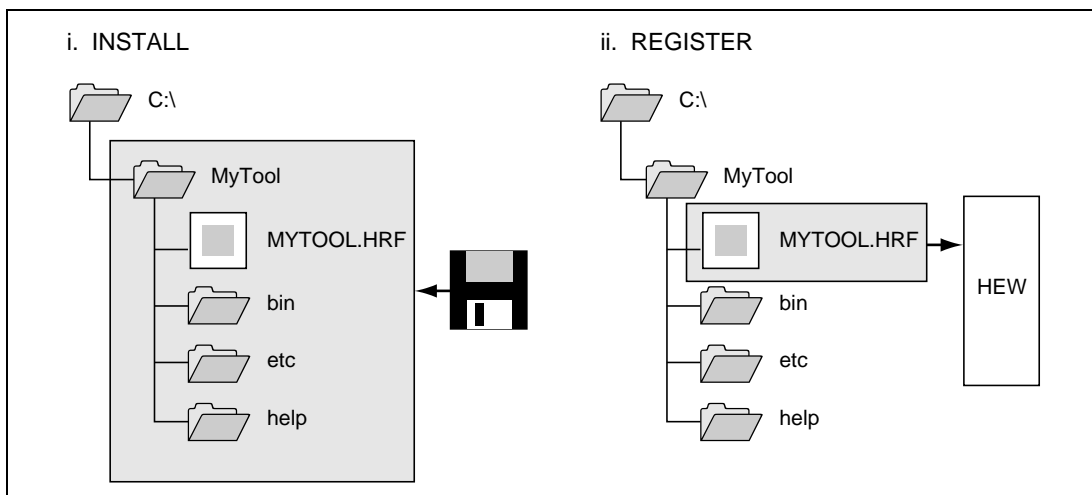 i. INSTALL
C:\
MyTool
MYTOOL.HRF
bin
etc
help
ii. REGISTER
C:\
MyTool
MYTOOL.HRF
bin
etc
help
HEW